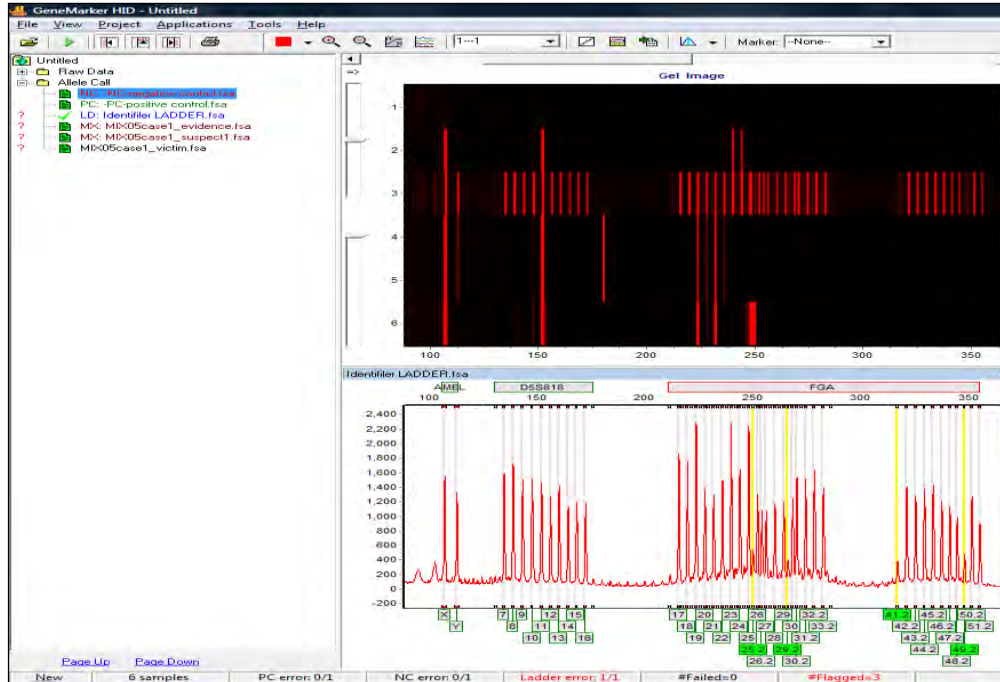 GeneMarker HID - Untitled
File View Project Applications Tools Help
1---1 Marker: --None--
Untitled
Raw Data
Allele Call
NC: -NC-negative control.fsa
PC: -PC-positive control.fsa
? LD: Identifiler LADDER.fsa
? MX: MIX05case1_evidence.fsa
? MX: MIX05case1_suspect1.fsa
? MIX05case1_victim.fsa
Page Up Page Down
=>
Gel Image
1
2
3
4
5
6
100 150 200 250 300 350
Identifiler LADDER.fsa
AMEL D5S818 FGA
100 150 200 250 300 350
2,400
2,200
2,000
1,800
1,600
1,400
1,200
1,000
800
600
400
200
0
-200
X 7 9 12 15 17 20 23 26 29 32.2 41.2 45.2 50.2
Y 8 11 14 18 21 24 27 30 33.2 42.2 46.2 51.2
10 13 16 19 22 25 28 31.2 43.2 47.2
25.2 29.2 44.2 49.2
26.2 30.2 48.2
New 6 samples PC error: 0/1 NC error: 0/1 Ladder error: 1/1 #Failed=0 #Flagged=3